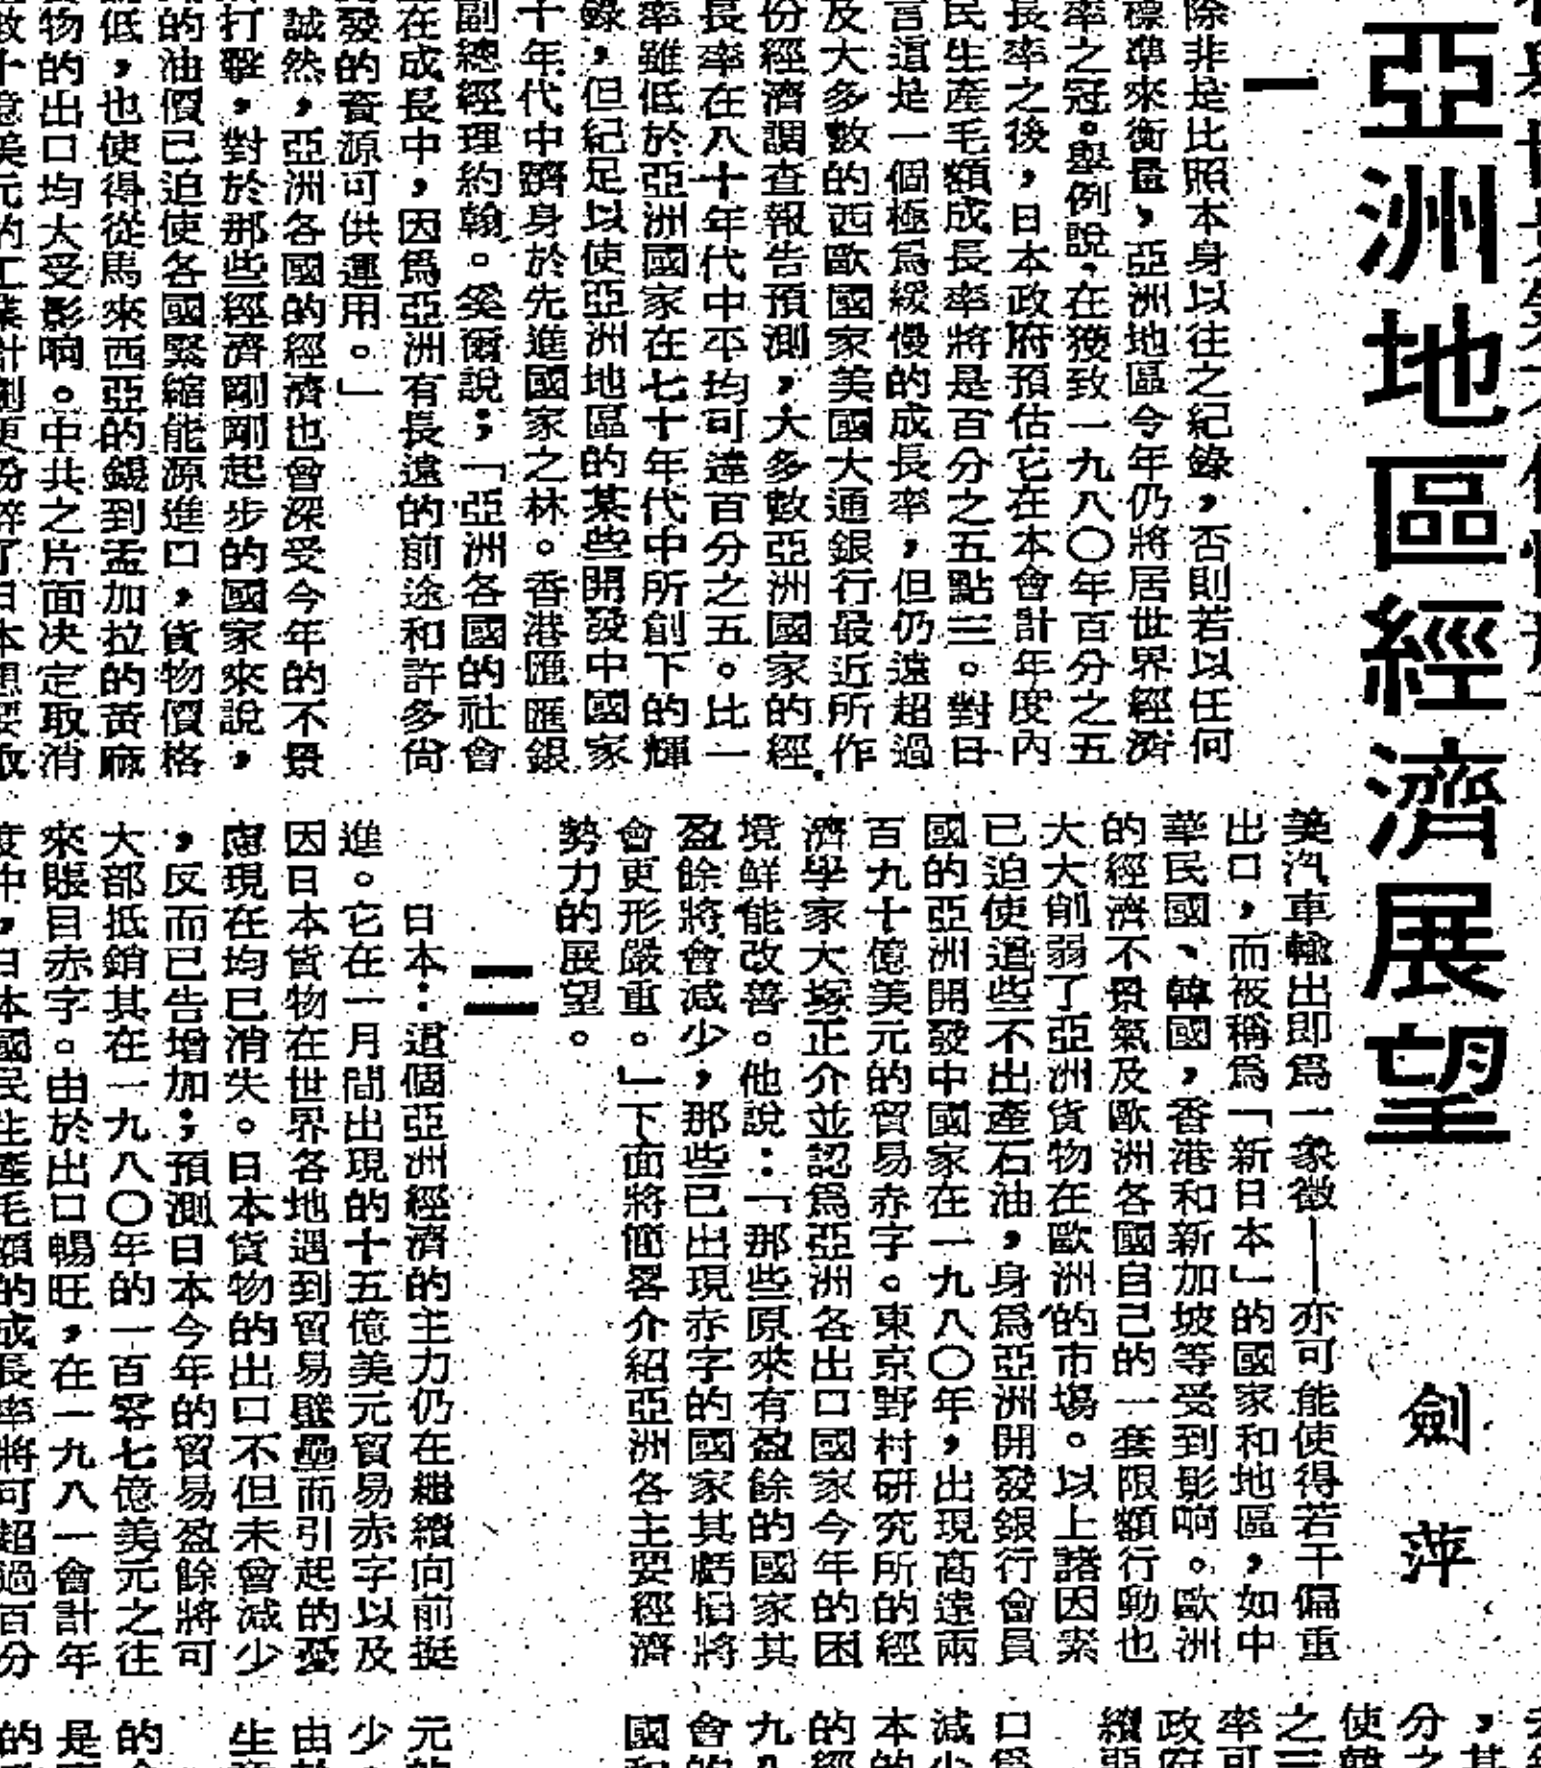 亞洲地區經濟展望
劍萍
一
除非是比照本身以往之紀錄，否則若以任何
標準來衡量，亞洲地區今年仍將居世界經濟
率之冠。舉例說，在獲致一九八〇年百分之五
長率之後，日本政府預估它在本會計年度內
民生產毛額成長率將是百分之五點三。對日
言這是一個極爲緩慢的成長率，但仍遠超過
及大多數的西歐國家美國大通銀行最近所作
份經濟調查報告預測，大多數亞洲國家的經
長率在八十年代中平均可達百分之五。比一
率雖低於亞洲國家在七十年代中所創下的輝
錄，但紀足以使亞洲地區的某些開發中國家
十年代中躋身於先進國家之林。香港匯匯銀
副總經理約翰。奚爾說；「亞洲各國的社會
在成長中，因爲亞洲有長遠的前途和許多尙
發的資源可供運用。」
誠然，亞洲各國的經濟也曾深受今年的不景
打擊，對於那些經濟剛剛起步的國家來說，
的油價已迫使各國緊縮能源進口，貨物價格
低，也使得從馬來西亞的錢到孟加拉的黃麻
物的出口均大受影响。中共之片面决定取消
美汽車輸出即爲一象徵——亦可能使得若干偏重
出口，而被稱爲「新日本」的國家和地區，如中
華民國、韓國，香港和新加坡等受到影响。歐洲
的經濟不景氣及歐洲各國自己的一套限額行動也
大大削弱了亞洲貨物在歐洲的市場。以上諸因素
已迫使這些不出產石油，身爲亞洲開發銀行會員
國的亞洲開發中國家在一九八〇年，出現高達兩
百九十億美元的貿易赤字。東京野村研究所的經
濟學家大塚正介並認爲亞洲各出口國家今年的困
境鮮能改善。他說：「那些原來有盈餘的國家其
盈餘將會減少，那些已出現赤字的國家其虧損將
會更形嚴重。」下面將簡畧介紹亞洲各主要經濟
勢力的展望。
二
日本：這個亞洲經濟的主力仍在繼續向前挺
進。它在一月間出現的十五億美元貿易赤字以及
因日本貨物在世界各地遇到貿易壁壘而引起的憂
慮現在均已消失。日本貨物的出口不但未曾減少
，反而已告增加；預測日本今年的貿易盈餘將可
大部抵銷其在一九八〇年的一百零七億美元之往
來賬目赤字。由於出口暢旺，在一九八一會計年
度中，日本國民生產毛額的成長率將可超過百分